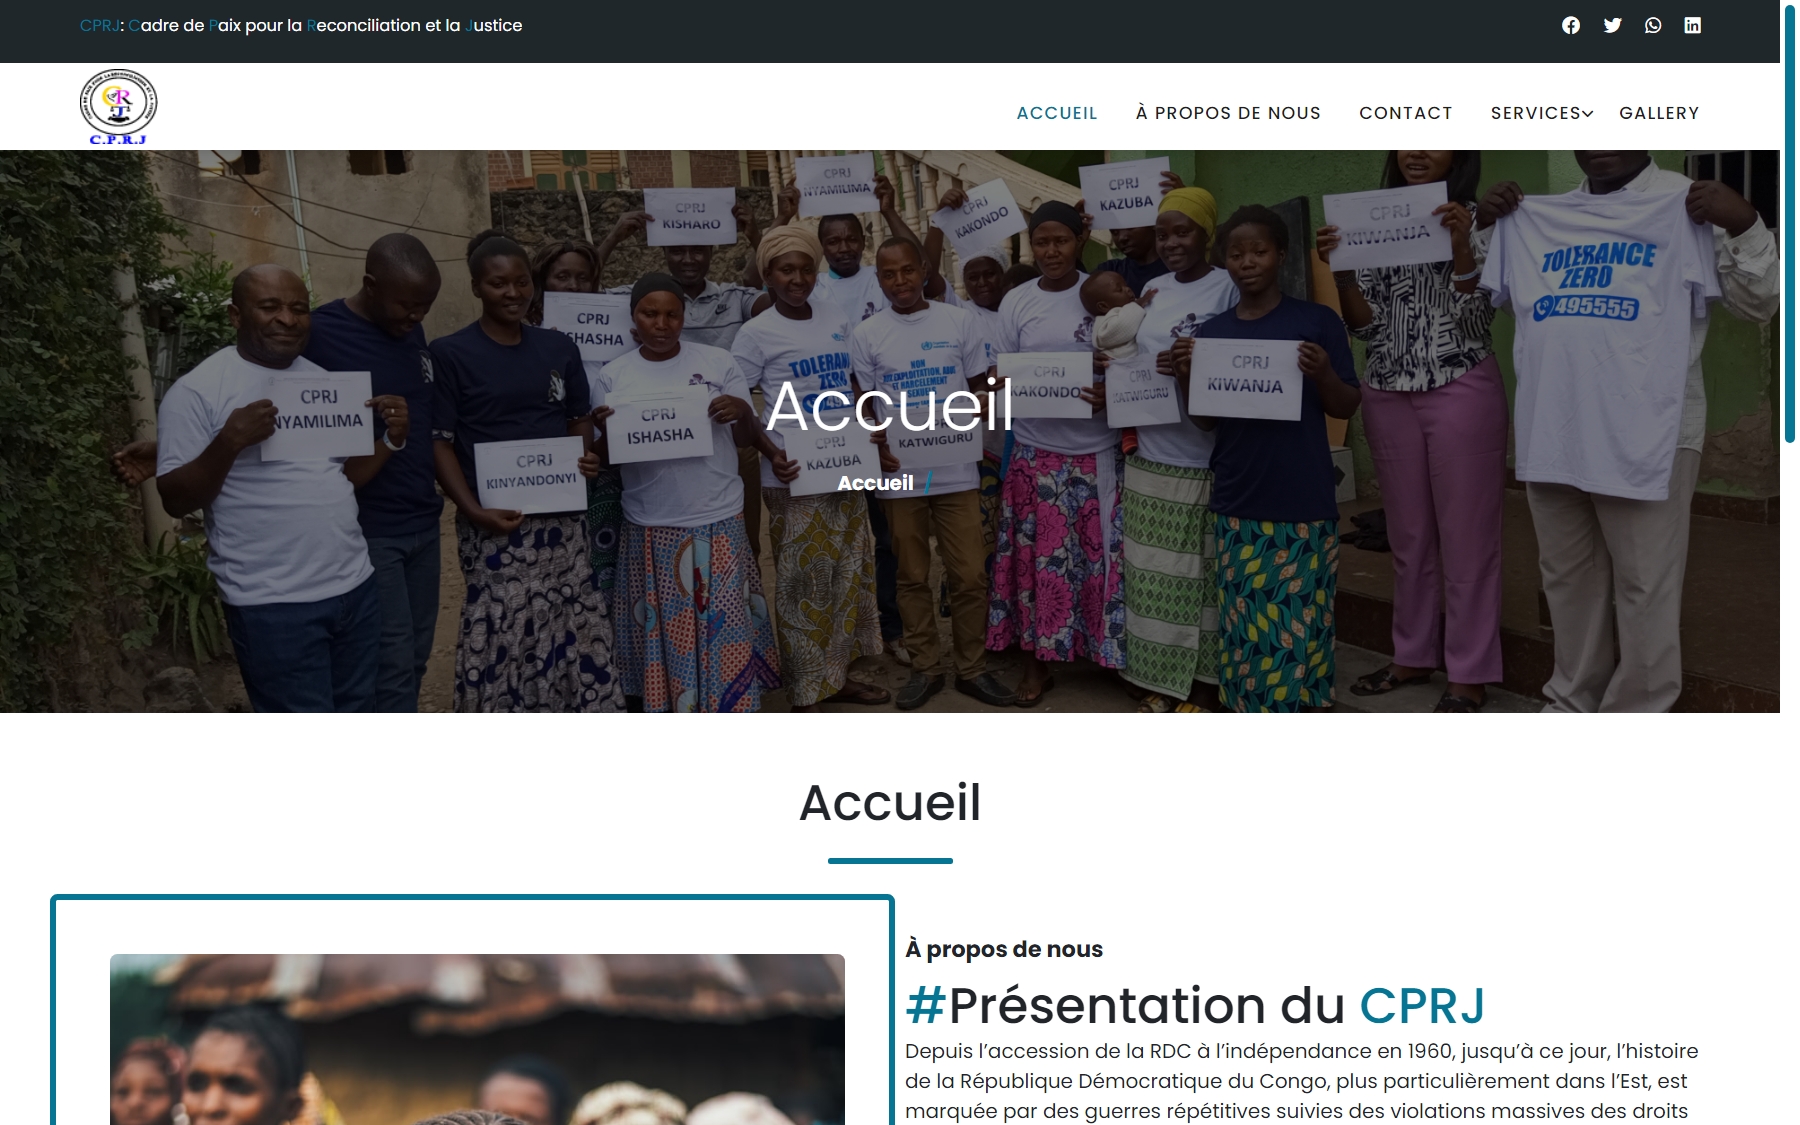 CPRJ: Cadre de Paix pour la Reconciliation et la Justice
C.P.R.J
ACCUEIL
À PROPOS DE NOUS
CONTACT
SERVICES
GALLERY
CPRJ
NYAMILIMA
CPRJ
KISHARO
CPRJ
KAKONDO
CPRJ
KAZUBA
CPRJ
KIWANJA
TOLERANCE
ZERO
495555
CPRJ
ISHASHA
CPRJ
NYAMILIMA
CPRJ
KINYANDONYI
CPRJ
ISHASHA
TOLERAN
ZERO
NON
CPRJ
KAZUBA
KATWIGURU
CPRJ
KAKONDO
CPRJ
KATWIGURU
CPRJ
KIWANJA
Accueil
Accueil /
Accueil
À propos de nous
#Présentation du CPRJ
Depuis l’accession de la RDC à l’indépendance en 1960, jusqu’à ce jour, l’histoire
de la République Démocratique du Congo, plus particulièrement dans l’Est, est
marquée par des guerres répétitives suivies des violations massives des droits